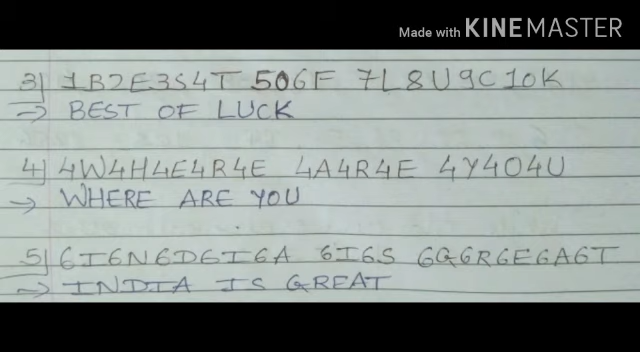 Made with KINEMASTER
3] 1B2E3S4T 5O6F 7L8U9C10K
⇒ BEST OF LUCK
4] 4W4H4E4R4E 4A4R4E 4Y4O4U
→ WHERE ARE YOU
5] 6I6N6D6I6A 6I6S 6G6R6E6A6T
⇒ INDIA IS GREAT